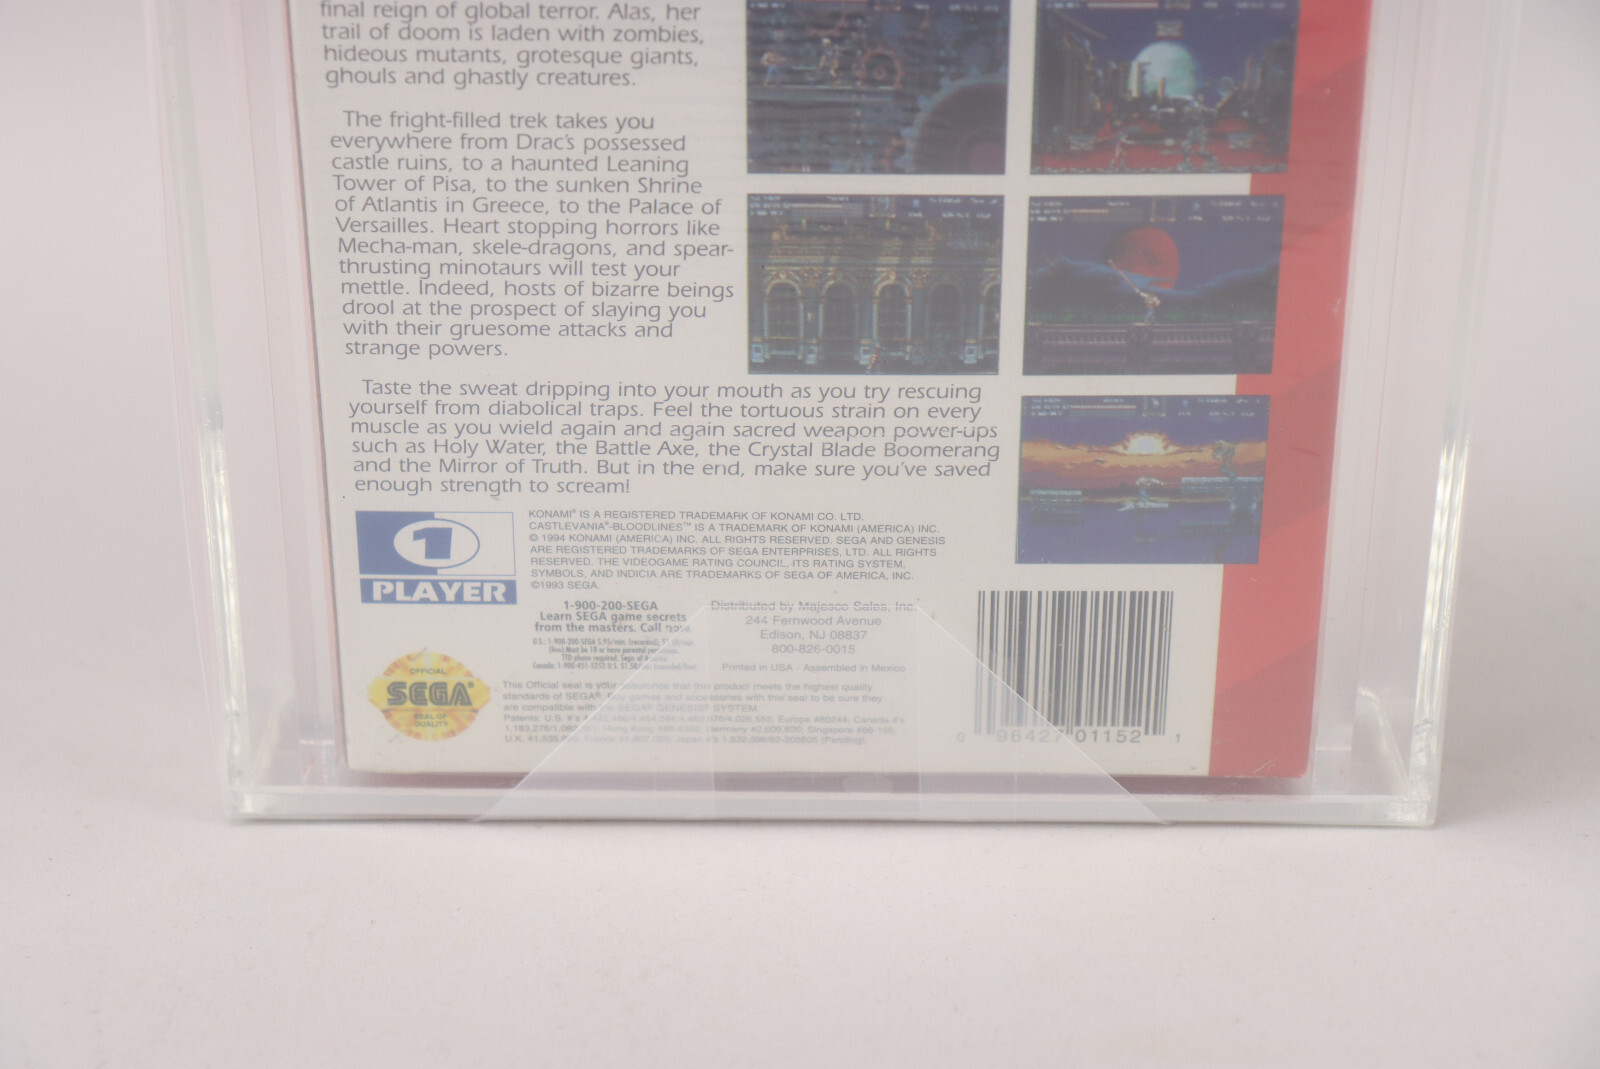 final reign of global terror. Alas, her
trail of doom is laden with zombies,
hideous mutants, grotesque giants,
ghouls and ghastly creatures.
The fright-filled trek takes you
everywhere from Drac's possessed
castle ruins, to a haunted Leaning
Tower of Pisa, to the sunken Shrine
of Atlantis in Greece, to the Palace of
Versailles. Heart stopping horrors like
Mecha-man, skele-dragons, and spear-
thrusting minotaurs will test your
mettle. Indeed, hosts of bizarre beings
drool at the prospect of slaying you
with their gruesome attacks and
strange powers.
Taste the sweat dripping into your mouth as you try rescuing
yourself from diabolical traps. Feel the tortuous strain on every
muscle as you wield again and again sacred weapon power-ups
such as Holy Water, the Battle Axe, the Crystal Blade Boomerang
and the Mirror of Truth. But in the end, make sure you've saved
enough strength to scream!
1
PLAYER
KONAMI® IS A REGISTERED TRADEMARK OF KONAMI CO. LTD.
CASTLEVANIA®-BLOODLINES™ IS A TRADEMARK OF KONAMI (AMERICA) INC.
© 1994 KONAMI (AMERICA) INC. ALL RIGHTS RESERVED. SEGA AND GENESIS
ARE REGISTERED TRADEMARKS OF SEGA ENTERPRISES, LTD. ALL RIGHTS
RESERVED. THE VIDEOGAME RATING COUNCIL, ITS RATING SYSTEM,
SYMBOLS, AND INDICIA ARE TRADEMARKS OF SEGA OF AMERICA, INC.
©1993 SEGA.
1-900-200-SEGA
Learn SEGA game secrets
from the masters. Call now.
Distributed by Majesco Sales, Inc.
244 Fernwood Avenue
Edison, NJ 08837
800-826-0015
Printed in USA - Assembled in Mexico
OFFICIAL
SEGA®
SEAL OF
QUALITY
This Official seal is your assurance that this product meets the highest quality
standards of SEGA®. Buy games and accessories with this seal to be sure they
are compatible with the SEGA® GENESIS® SYSTEM.
0 96427 01152 1